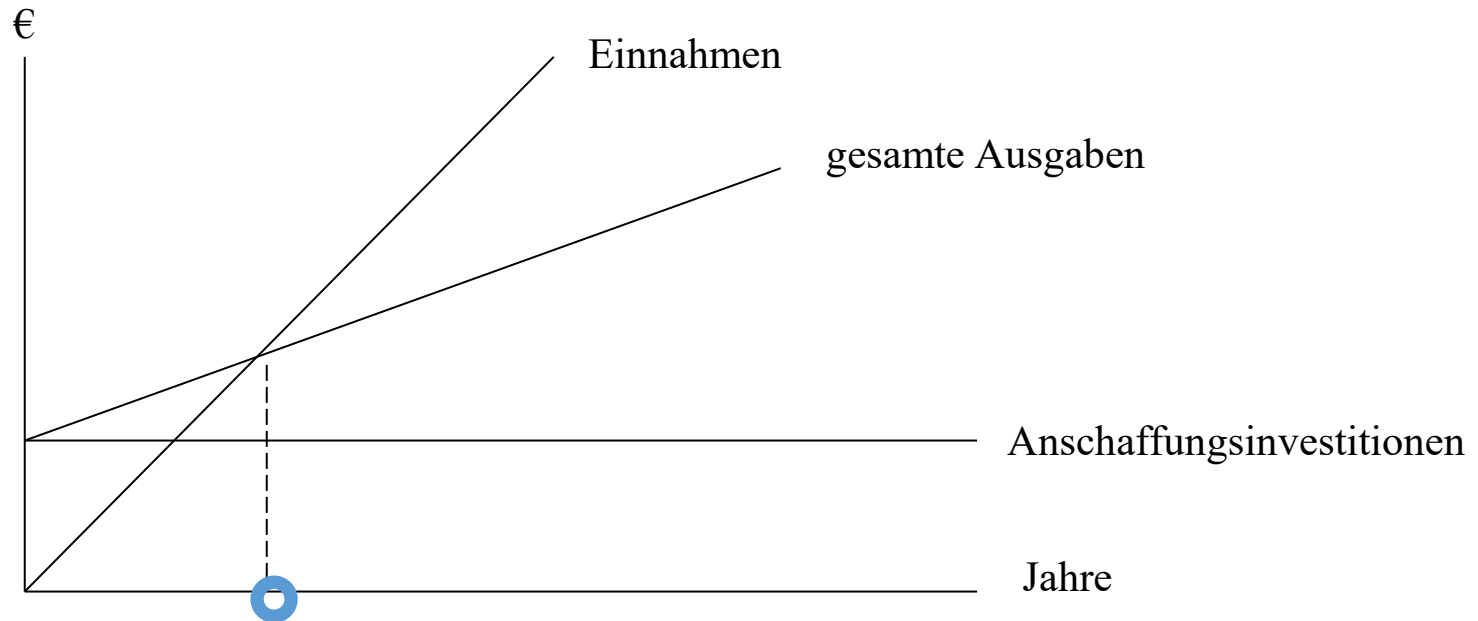 €
Einnahmen
gesamte Ausgaben
Anschaffungsinvestitionen
Jahre